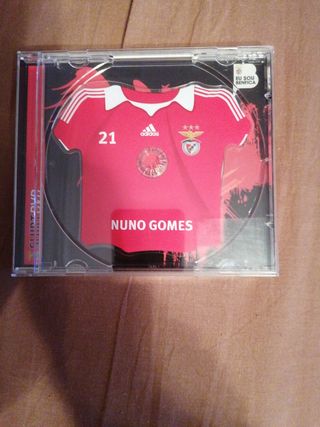 EU SOU
BENFICA
21
adidas
NUNO GOMES